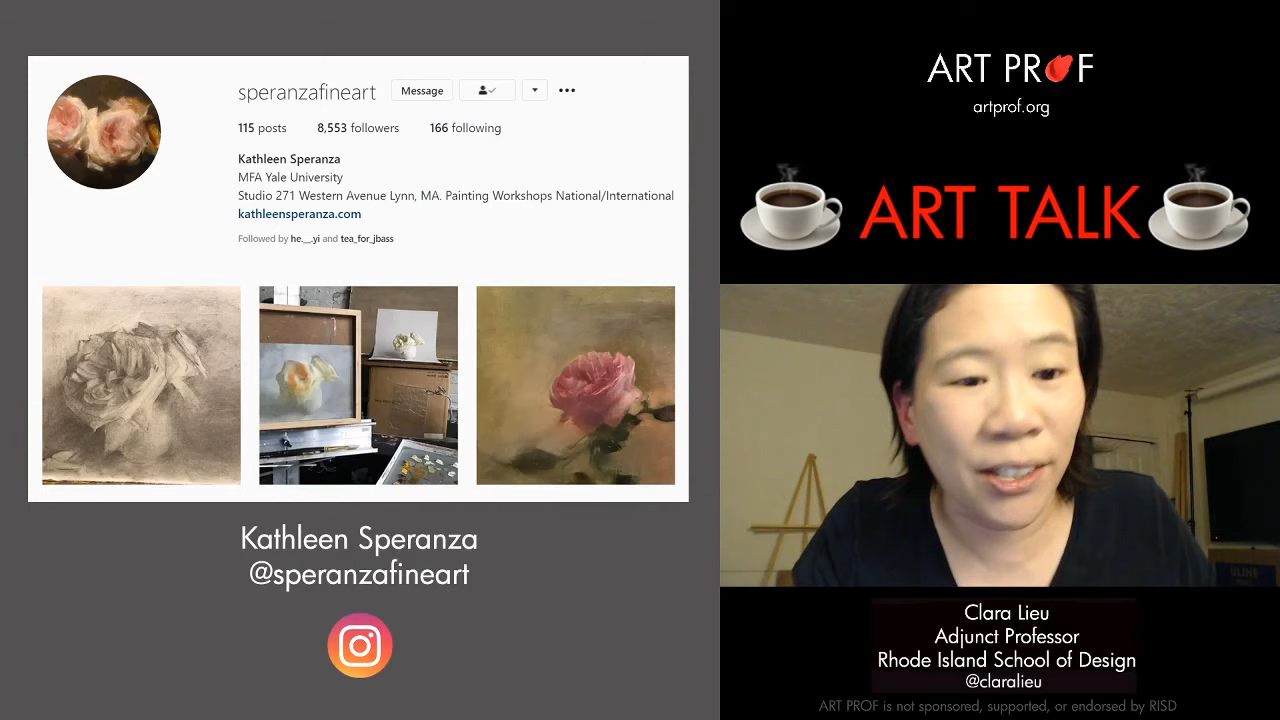 speranzafineart Message
115 posts 8,553 followers 166 following
Kathleen Speranza
MFA Yale University
Studio 271 Western Avenue Lynn, MA. Painting Workshops National/International
kathleensperanza.com
Followed by he.__.yi and tea_for_jbass
Kathleen Speranza
@speranzafineart
ART PROF
artprof.org
ART TALK
Clara Lieu
Adjunct Professor
Rhode Island School of Design
@claralieu
ART PROF is not sponsored, supported, or endorsed by RISD